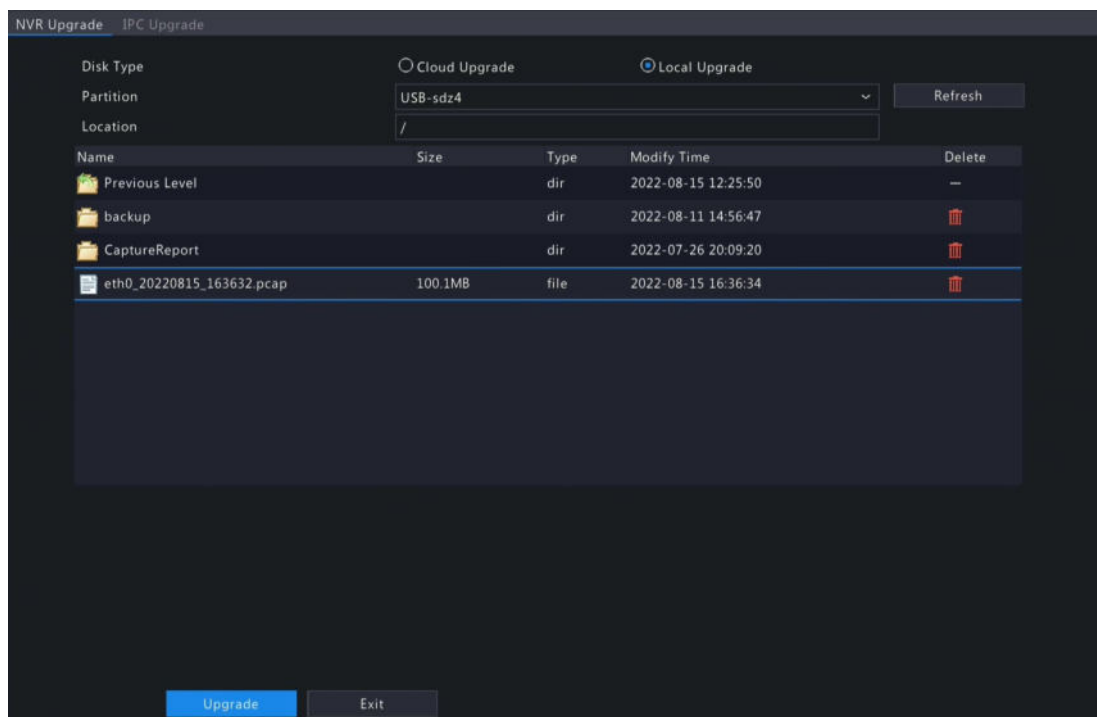 NVR Upgrade IPC Upgrade
Disk Type Cloud Upgrade Local Upgrade
Partition USB-sdz4 Refresh
Location /
Name Size Type Modify Time Delete
Previous Level dir 2022-08-15 12:25:50 —
backup dir 2022-08-11 14:56:47
CaptureReport dir 2022-07-26 20:09:20
eth0_20220815_163632.pcap 100.1MB file 2022-08-15 16:36:34
Upgrade Exit